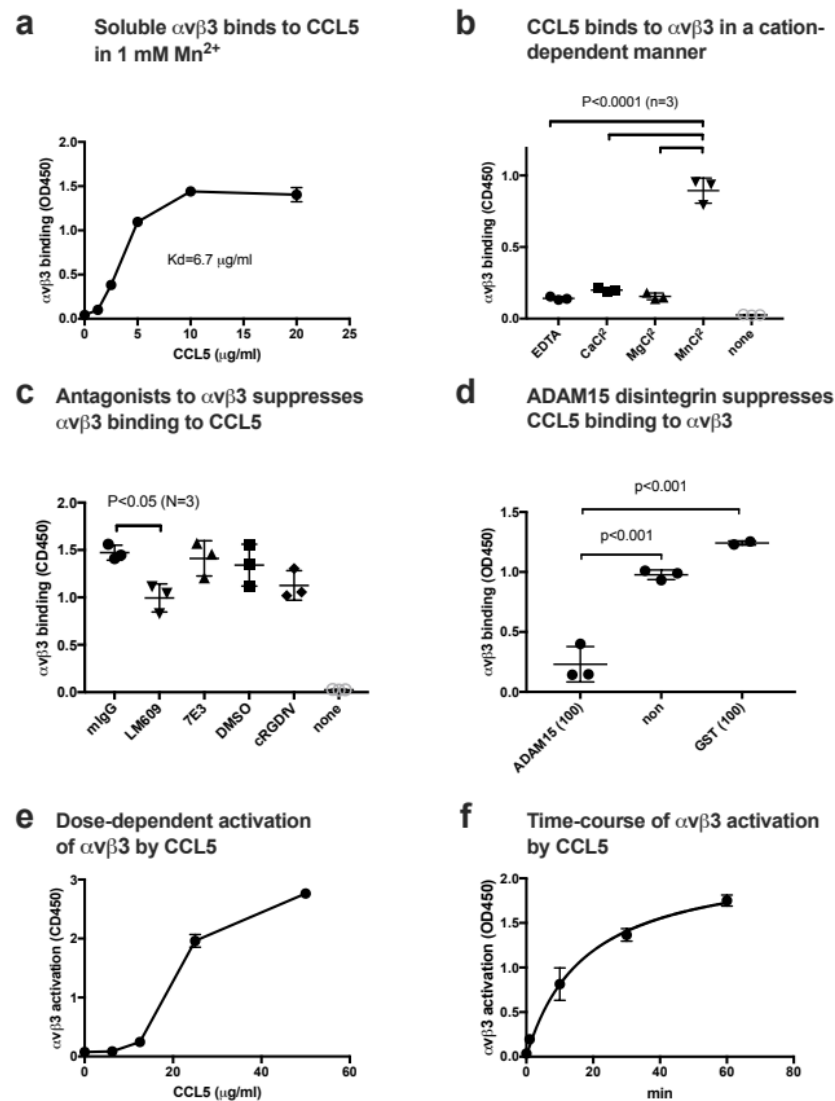 a Soluble αvβ3 binds to CCL5
in 1 mM Mn2+
αvβ3 binding (OD450)
2.0
1.5
1.0
0.5
0.0
Kd=6.7 μg/ml
0 5 10 15 20 25
CCL5 (μg/ml)
b CCL5 binds to αvβ3 in a cation-
dependent manner
P<0.0001 (n=3)
αvβ3 binding (CD450)
1.0
0.5
0.0
EDTA
CaCl2
MgCl2
MnCl2
none
c Antagonists to αvβ3 suppresses
αvβ3 binding to CCL5
P<0.05 (N=3)
αvβ3 binding (CD450)
2.0
1.5
1.0
0.5
0.0
mIgG
LM609
7E3
DMSO
cRGDfV
none
d ADAM15 disintegrin suppresses
CCL5 binding to αvβ3
p<0.001
p<0.001
αvβ3 binding (OD450)
1.5
1.0
0.5
0.0
ADAM15 (100)
non
GST (100)
e Dose-dependent activation
of αvβ3 by CCL5
αvβ3 activation (CD450)
3
2
1
0
0 20 40 60
CCL5 (μg/ml)
f Time-course of αvβ3 activation
by CCL5
αvβ3 activation (OD450)
2.0
1.5
1.0
0.5
0.0
0 20 40 60 80
min